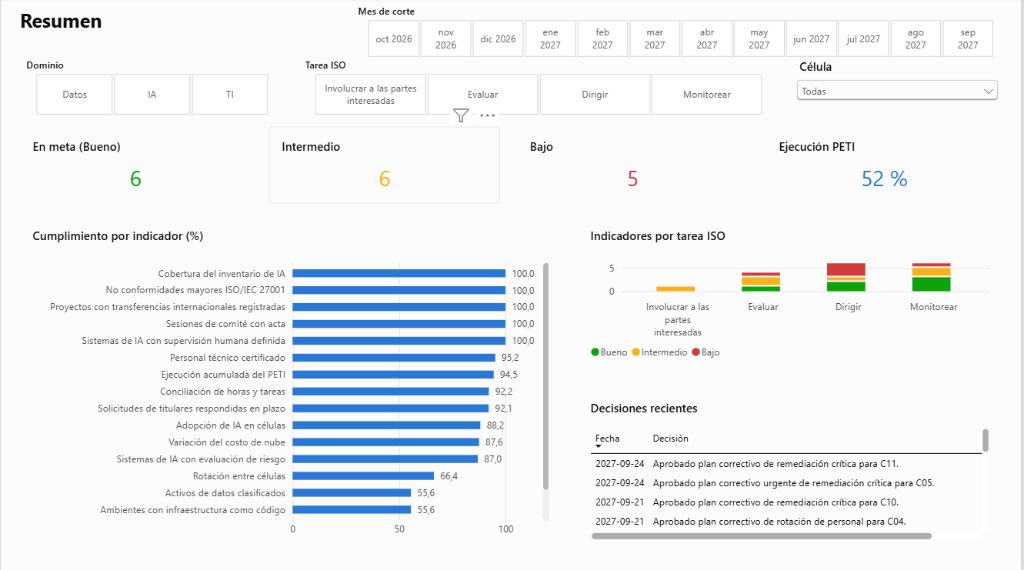 Resumen
Mes de corte
oct 2026
nov 2026
dic 2026
ene 2027
feb 2027
mar 2027
abr 2027
may 2027
jun 2027
jul 2027
ago 2027
sep 2027
Dominio
Datos
IA
TI
Tarea ISO
Involucrar a las partes interesadas
Evaluar
Dirigir
Monitorear
Célula
Todas
En meta (Bueno)
6
Intermedio
6
Bajo
5
Ejecución PETI
52 %
Cumplimiento por indicador (%)
Cobertura del inventario de IA 100,0
No conformidades mayores ISO/IEC 27001 100,0
Proyectos con transferencias internacionales registradas 100,0
Sesiones de comité con acta 100,0
Sistemas de IA con supervisión humana definida 100,0
Personal técnico certificado 95,2
Ejecución acumulada del PETI 94,5
Conciliación de horas y tareas 92,2
Solicitudes de titulares respondidas en plazo 92,1
Adopción de IA en células 88,2
Variación del costo de nube 87,6
Sistemas de IA con evaluación de riesgo 87,0
Rotación entre células 66,4
Activos de datos clasificados 55,6
Ambientes con infraestructura como código 55,6
0 50 100
Indicadores por tarea ISO
5
0
Involucrar a las partes interesadas
Evaluar
Dirigir
Monitorear
Bueno Intermedio Bajo
Decisiones recientes
Fecha Decisión
2027-09-24 Aprobado plan correctivo de remediación crítica para C11.
2027-09-24 Aprobado plan correctivo urgente de remediación crítica para C05.
2027-09-21 Aprobado plan correctivo de remediación crítica para C10.
2027-09-21 Aprobado plan correctivo de rotación de personal para C04.